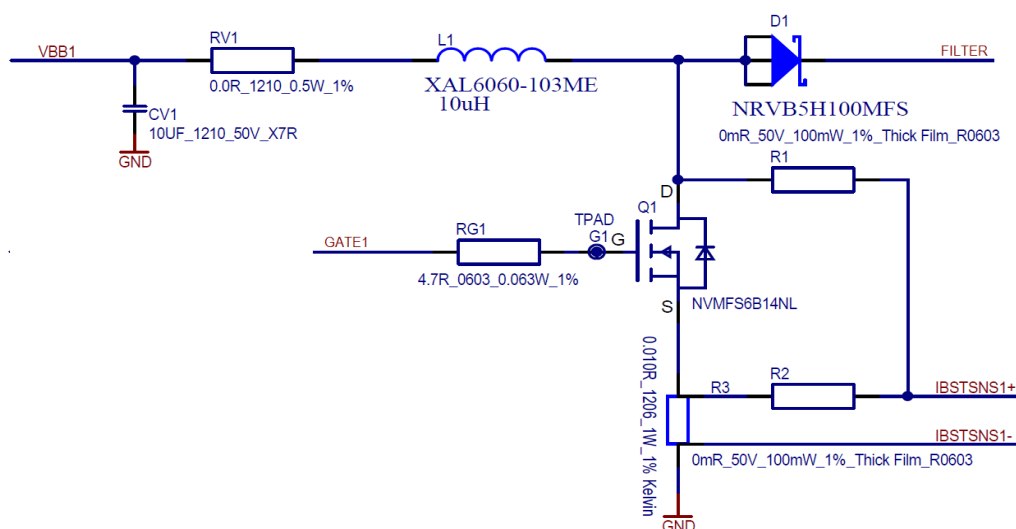 D1
RV1
L1
VBB1
FILTER
0.0R_1210_0.5W_1%
XAL6060-103ME
10uH
CV1
10UF_1210_50V_X7R
NRVB5H100MFS
GND
0mR_50V_100mW_1%_Thick Film_R0603
R1
D
Q1
TPAD
G1
G
RG1
GATE1
4.7R_0603_0.063W_1%
S
NVMFS6B14NL
0.010R_1206_1W_1% Kelvin
R3
R2
IBSTSNS1+
IBSTSNS1-
0mR_50V_100mW_1%_Thick Film_R0603
GND